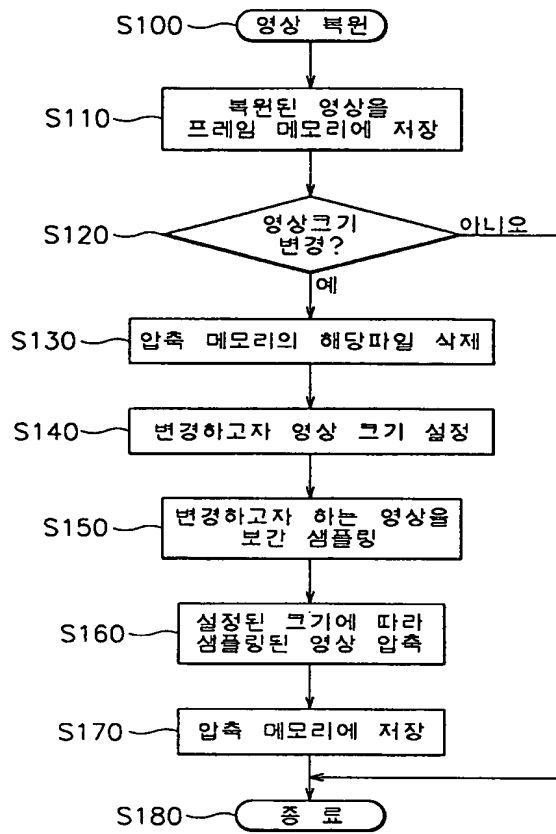 S100
영상 복원
S110
복원된 영상을
프레임 메모리에 저장
S120
영상크기
변경?
아니오
예
S130
압축 메모리의 해당파일 삭제
S140
변경하고자 영상 크기 설정
S150
변경하고자 하는 영상을
보간 샘플링
S160
설정된 크기에 따라
샘플링된 영상 압축
S170
압축 메모리에 저장
S180
종 료